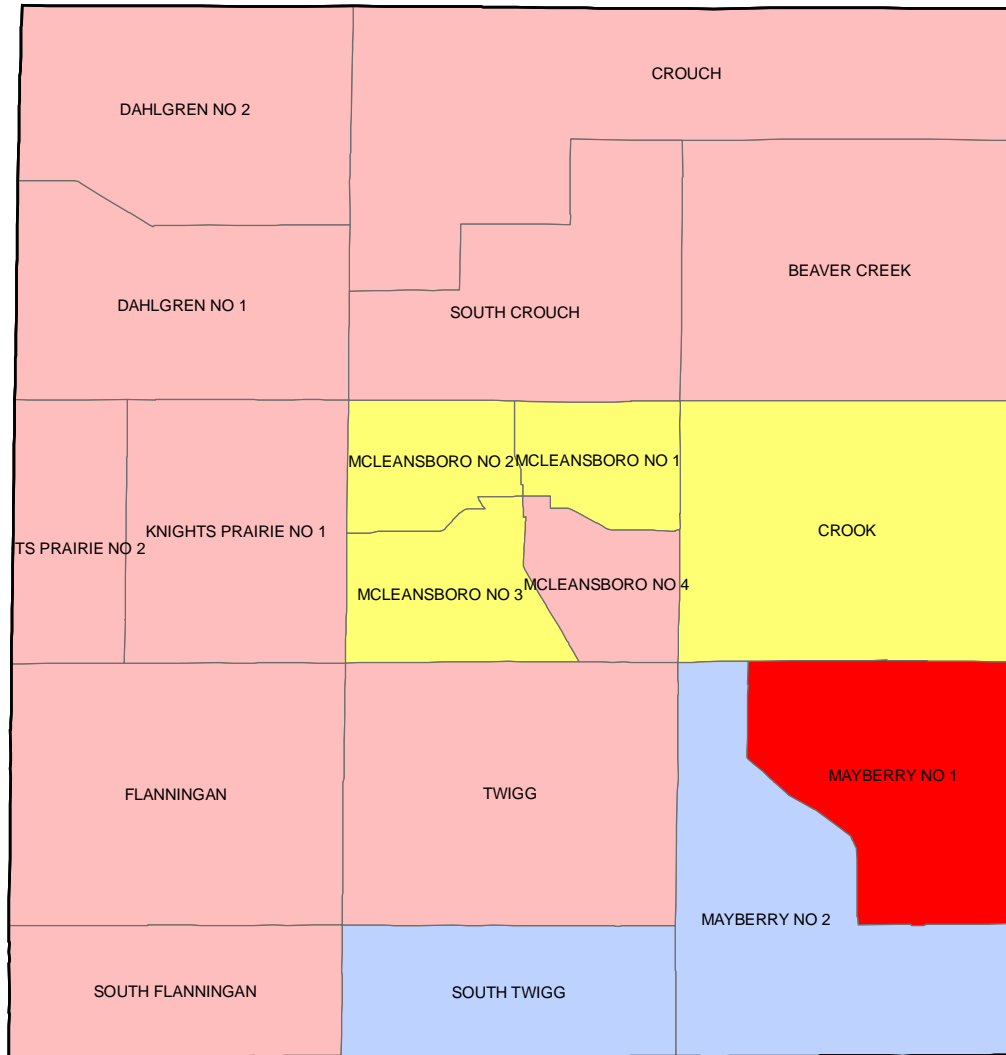 CROUCH
DAHLGREN NO 2
BEAVER CREEK
DAHLGREN NO 1
SOUTH CROUCH
MCLEANSBORO NO 2
MCLEANSBORO NO 1
KNIGHTS PRAIRIE NO 1
CROOK
TS PRAIRIE NO 2
MCLEANSBORO NO 4
MCLEANSBORO NO 3
MAYBERRY NO 1
FLANNINGAN
TWIGG
MAYBERRY NO 2
SOUTH FLANNINGAN
SOUTH TWIGG